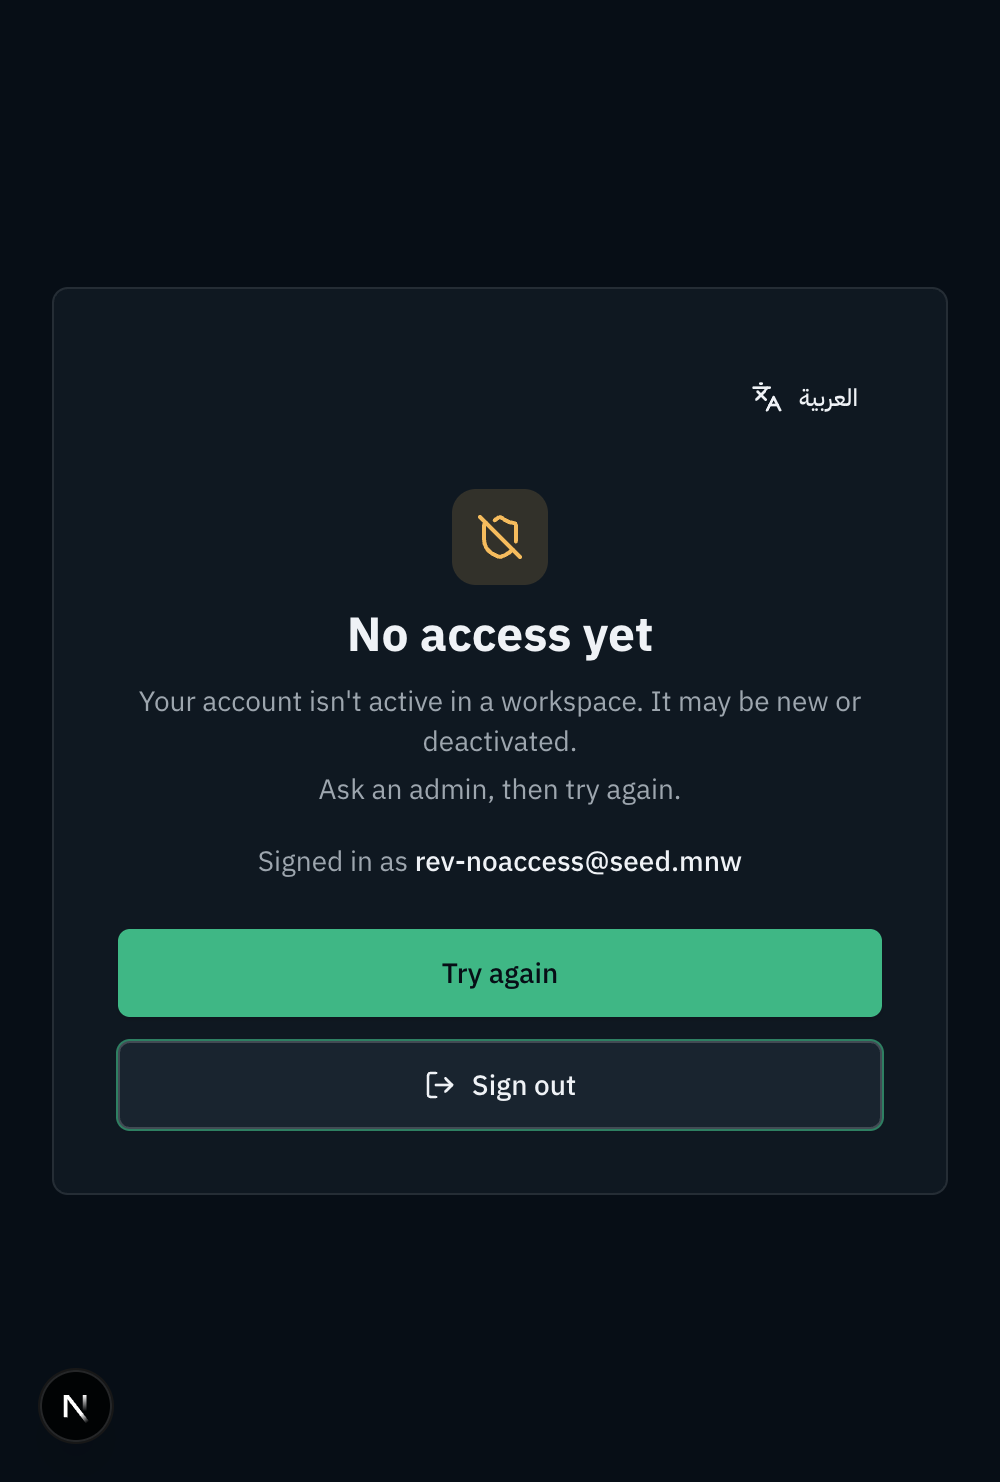 العربية
No access yet
Your account isn't active in a workspace. It may be new or
deactivated.
Ask an admin, then try again.
Signed in as rev-noaccess@seed.mnw
Try again
Sign out
N